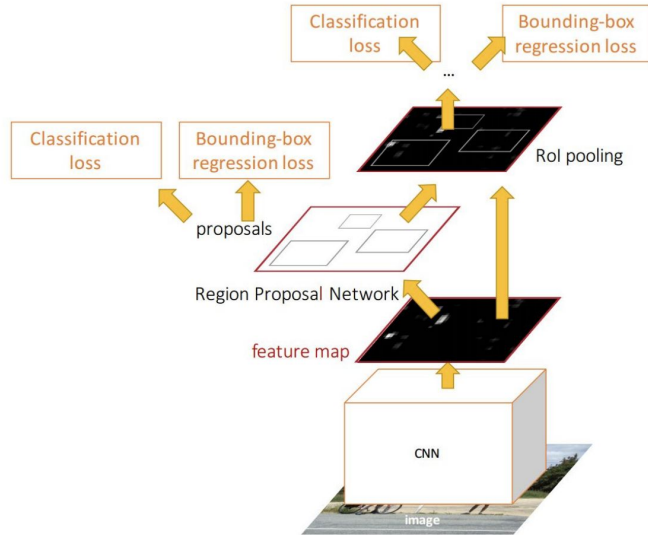 Classification
loss
Bounding-box
regression loss
...
Classification
loss
Bounding-box
regression loss
RoI pooling
proposals
Region Proposal Network
feature map
CNN
image